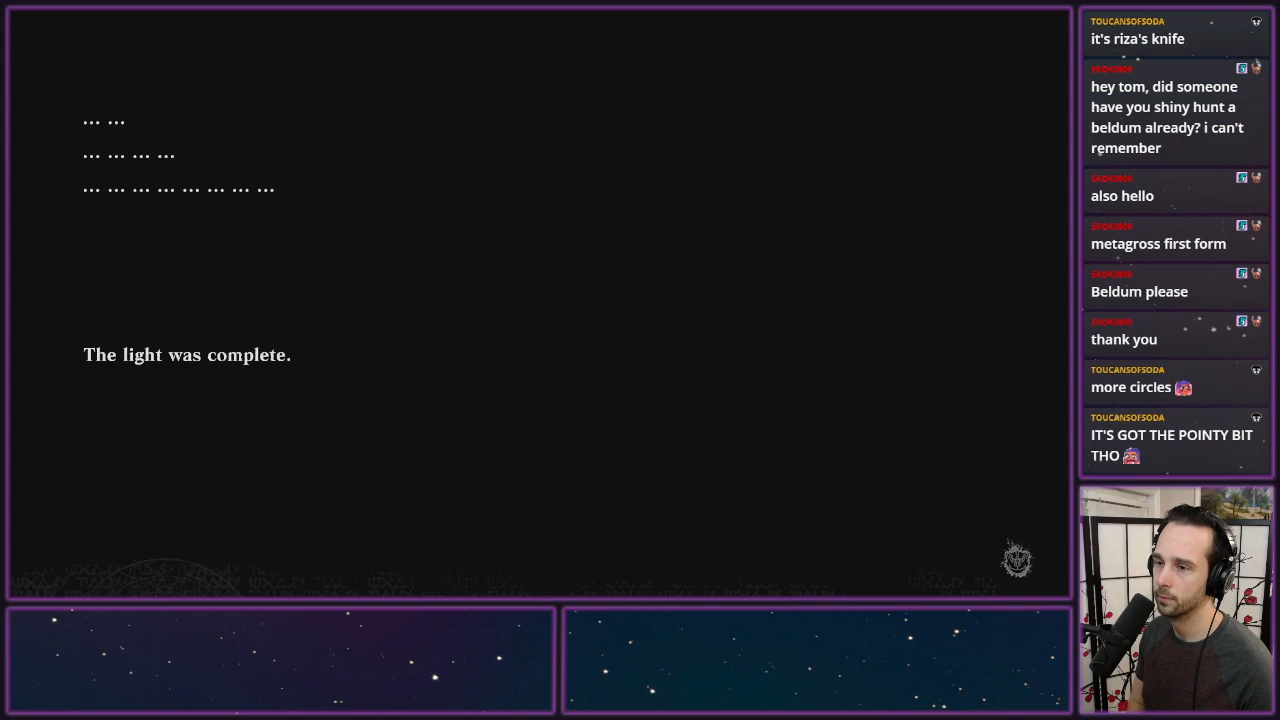 ... ...
... ... ... ...
... ... ... ... ... ... ... ...
The light was complete.
TOUCANSOFSODA
it's riza's knife
hey tom, did someone
have you shiny hunt a
beldum already? i can't
remember
also hello
metagross first form
Beldum please
thank you
TOUCANSOFSODA
more circles
TOUCANSOFSODA
IT'S GOT THE POINTY BIT
THO